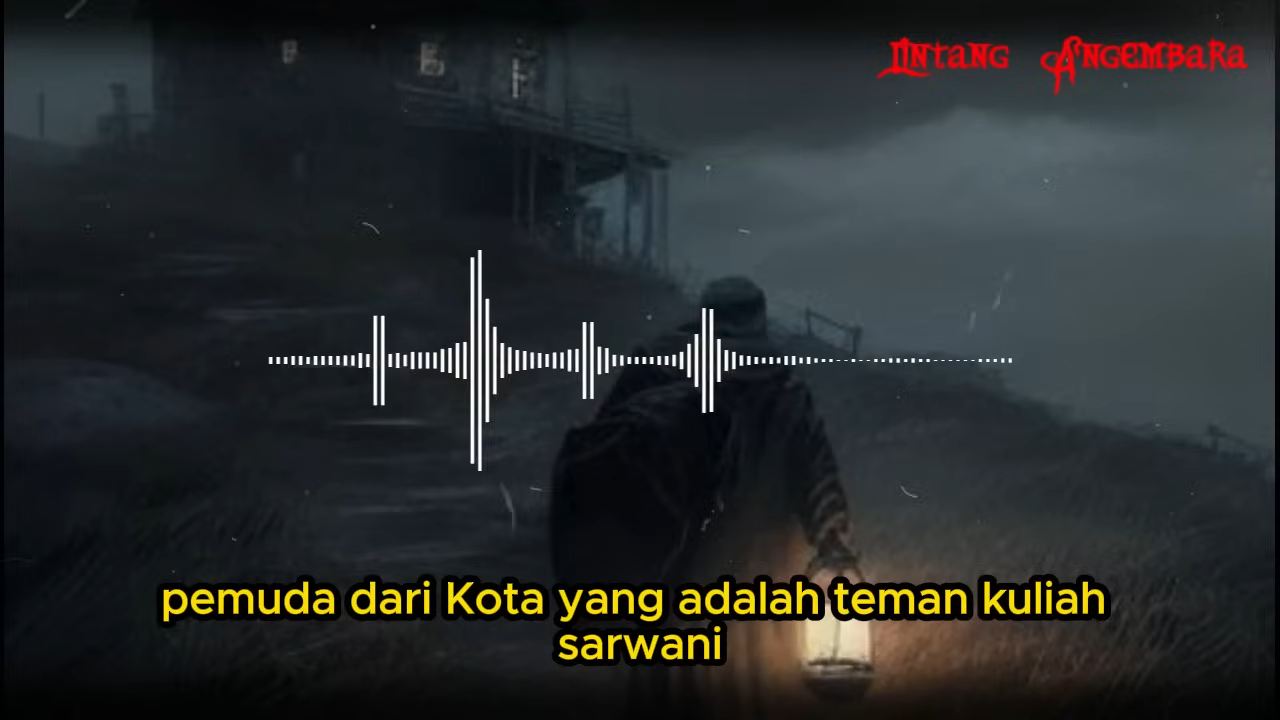 Lintang Angembara
pemuda dari Kota yang adalah teman kuliah
sarwani